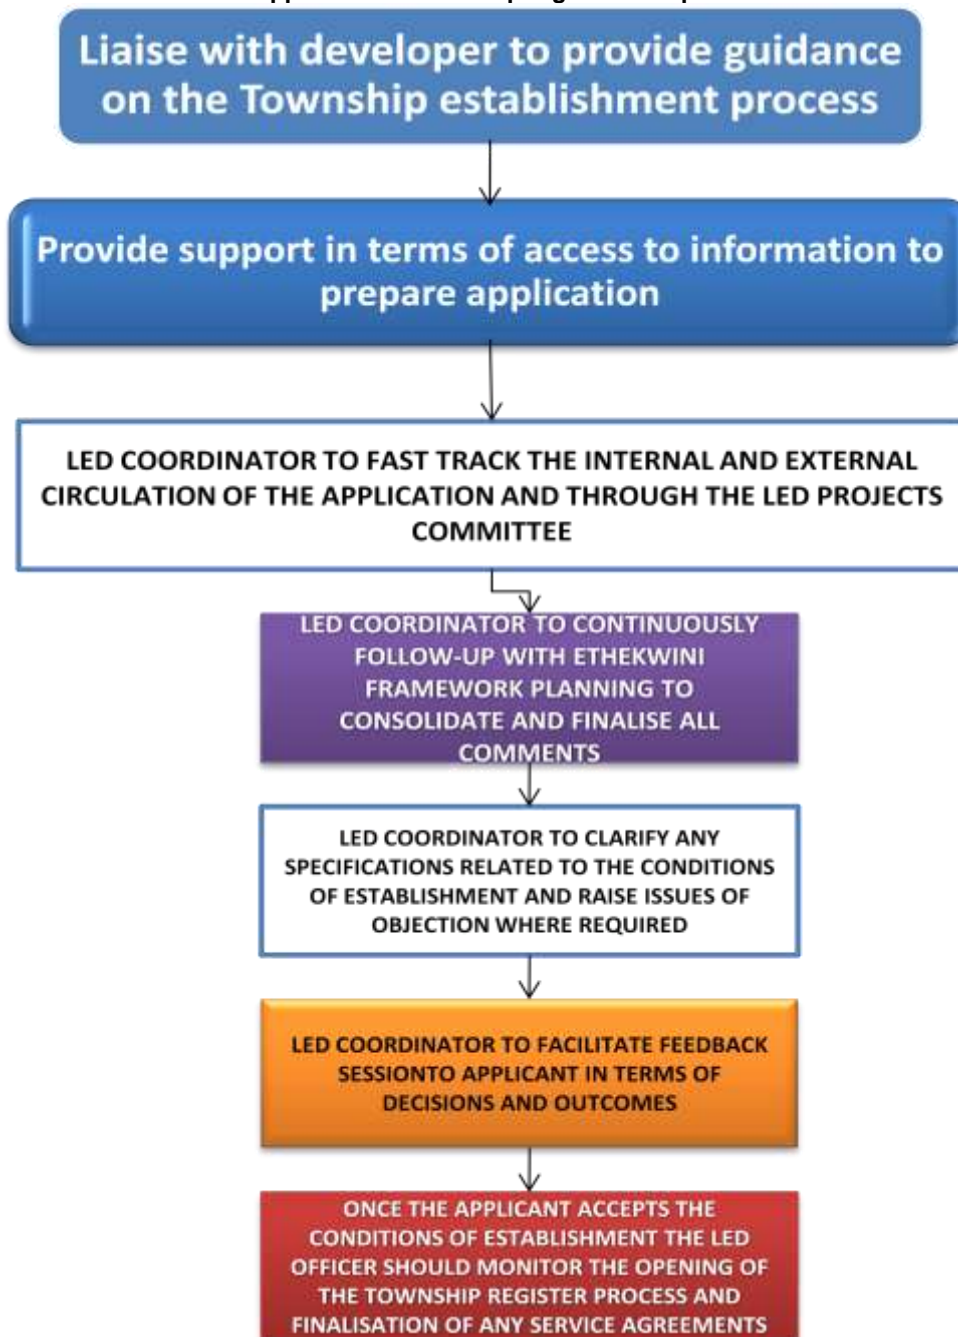 Liaise with developer to provide guidance
on the Township establishment process
Provide support in terms of access to information to
prepare application
LED COORDINATOR TO FAST TRACK THE INTERNAL AND EXTERNAL
CIRCULATION OF THE APPLICATION AND THROUGH THE LED PROJECTS
COMMITTEE
LED COORDINATOR TO CONTINUOUSLY
FOLLOW-UP WITH ETHEKWINI
FRAMEWORK PLANNING TO
CONSOLIDATE AND FINALISE ALL
COMMENTS
LED COORDINATOR TO CLARIFY ANY
SPECIFICATIONS RELATED TO THE CONDITIONS
OF ESTABLISHMENT AND RAISE ISSUES OF
OBJECTION WHERE REQUIRED
LED COORDINATOR TO FACILITATE FEEDBACK
SESSIONTO APPLICANT IN TERMS OF
DECISIONS AND OUTCOMES
ONCE THE APPLICANT ACCEPTS THE
CONDITIONS OF ESTABLISHMENT THE LED
OFFICER SHOULD MONITOR THE OPENING OF
THE TOWNSHIP REGISTER PROCESS AND
FINALISATION OF ANY SERVICE AGREEMENTS